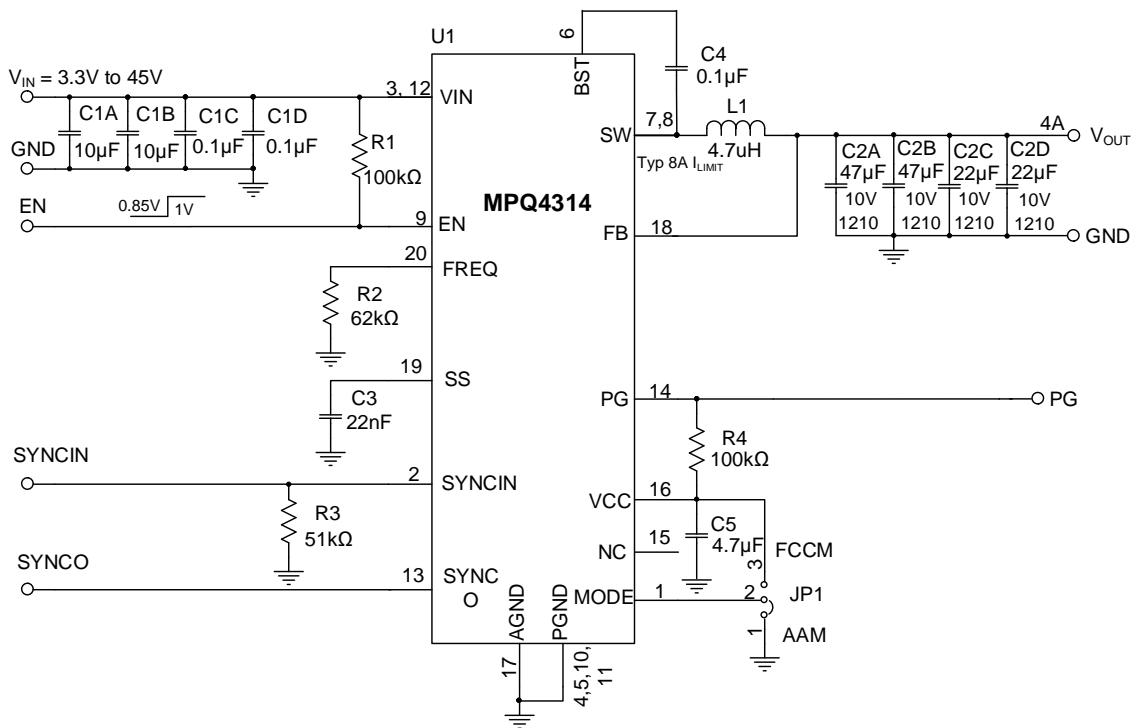 U1
6
BST
C4
0.1µF
VIN = 3.3V to 45V
3, 12
VIN
C1A
10µF
C1B
10µF
C1C
0.1µF
C1D
0.1µF
GND
R1
100kΩ
EN
0.85V
1V
9
EN
MPQ4314
SW
7,8
Typ 8A ILIMIT
L1
4.7uH
4A
VOUT
C2A
47µF
10V
1210
C2B
47µF
10V
1210
C2C
22µF
10V
1210
C2D
22µF
10V
1210
GND
FB
18
20
FREQ
R2
62kΩ
19
SS
C3
22nF
PG
14
PG
R4
100kΩ
SYNCIN
2
SYNCIN
R3
51kΩ
VCC
16
C5
4.7µF
NC
15
FCCM
3
SYNCO
13
SYNC
O
MODE
1
2
JP1
1
AAM
AGND
PGND
17
4,5,10,
11